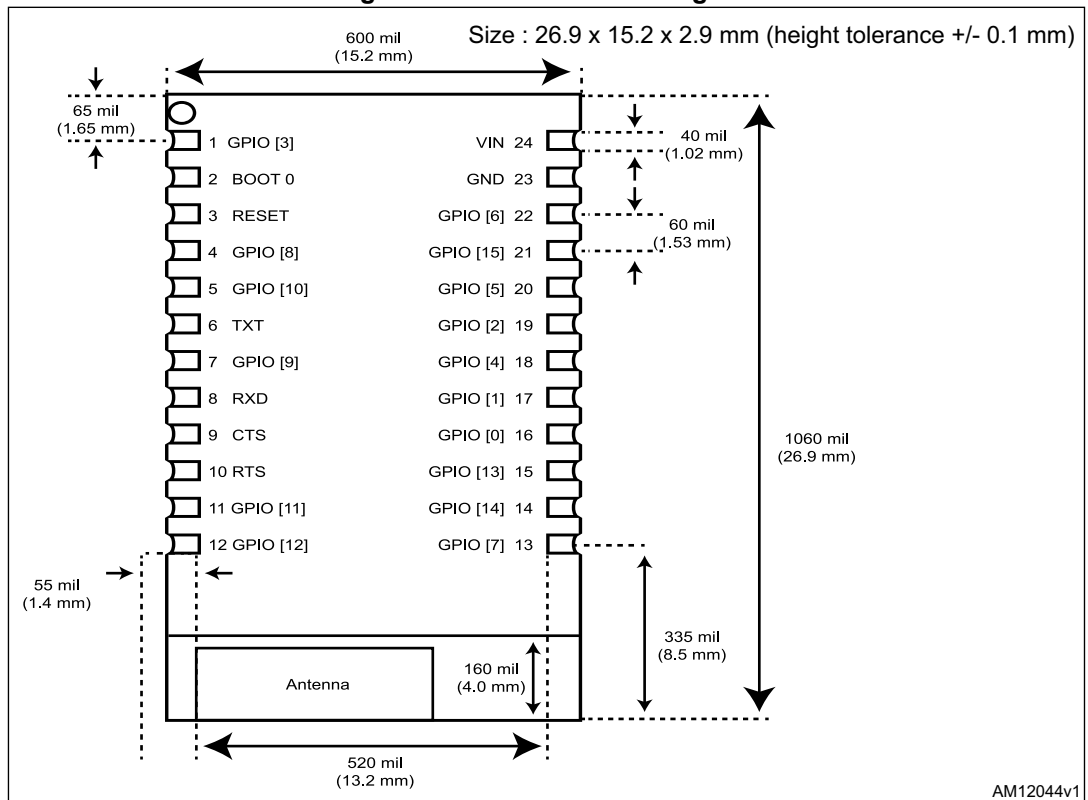 Size : 26.9 x 15.2 x 2.9 mm (height tolerance +/- 0.1 mm)
600 mil
(15.2 mm)
65 mil
(1.65 mm)
40 mil
(1.02 mm)
60 mil
(1.53 mm)
1 GPIO [3]
2 BOOT 0
3 RESET
4 GPIO [8]
5 GPIO [10]
6 TXT
7 GPIO [9]
8 RXD
9 CTS
10 RTS
11 GPIO [11]
12 GPIO [12]
VIN 24
GND 23
GPIO [6] 22
GPIO [15] 21
GPIO [5] 20
GPIO [2] 19
GPIO [4] 18
GPIO [1] 17
GPIO [0] 16
GPIO [13] 15
GPIO [14] 14
GPIO [7] 13
1060 mil
(26.9 mm)
55 mil
(1.4 mm)
335 mil
(8.5 mm)
160 mil
(4.0 mm)
Antenna
520 mil
(13.2 mm)
AM12044v1